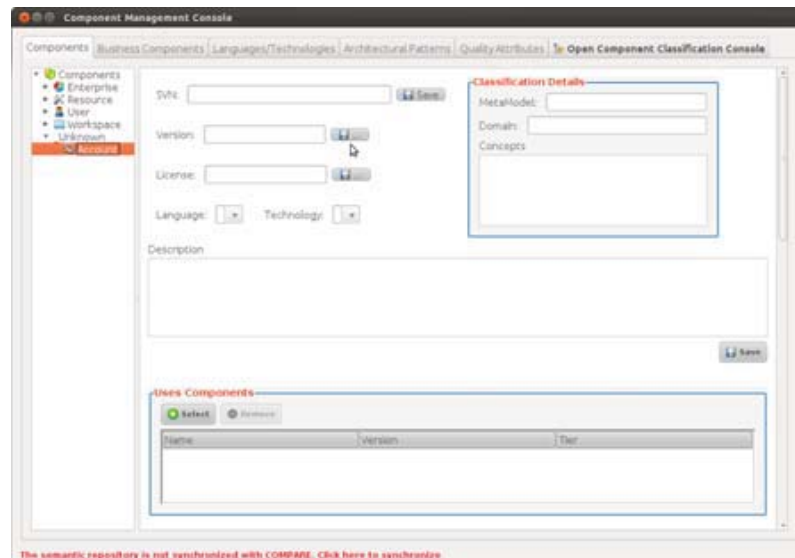 Component Management Console
Components Business Components Languages/Technologies Architectural Patterns Quality Attributes Open Component Classification Console
Components
Enterprise
Resource
User
Workspace
Unknown
Account
SVN: Save
Version: ...
License: ...
Language: Technology:
Classification Details
MetaModel:
Domain:
Concepts
Description
Save
Uses Components
Select Remove
Name Version Tier
The semantic repository is not synchronized with COMPARE. Click here to synchronize